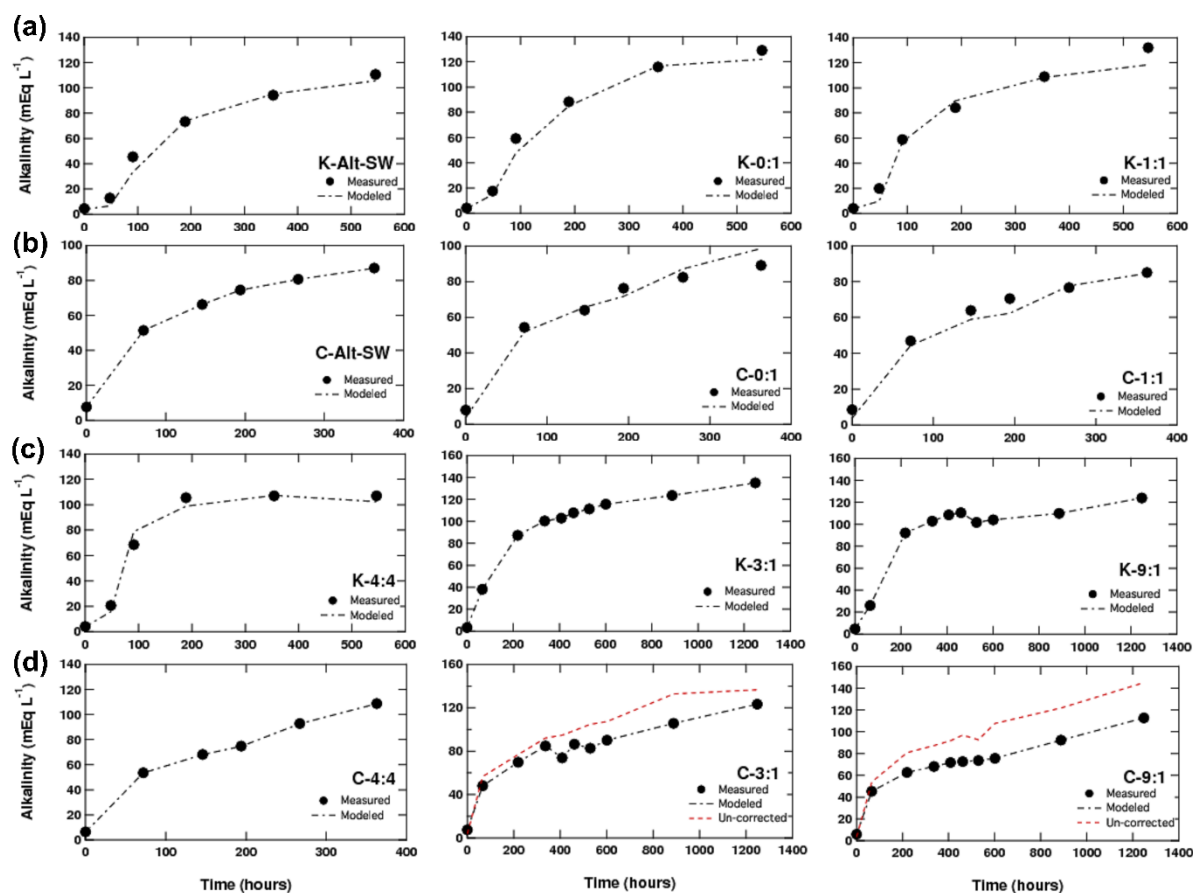 (a)
Alkalinity (mEq L-1)
140
120
100
80
60
40
20
0
0 100 200 300 400 500 600
K-Alt-SW
Measured
Modeled
140
120
100
80
60
40
20
0
0 100 200 300 400 500 600
K-0:1
Measured
Modeled
140
120
100
80
60
40
20
0
0 100 200 300 400 500 600
K-1:1
Measured
Modeled
(b)
Alkalinity (mEq L-1)
100
80
60
40
20
0
0 100 200 300 400
C-Alt-SW
Measured
Modeled
100
80
60
40
20
0
0 100 200 300 400
C-0:1
Measured
Modeled
100
80
60
40
20
0
0 100 200 300 400
C-1:1
Measured
Modeled
(c)
Alkalinity (mEq L-1)
140
120
100
80
60
40
20
0
0 100 200 300 400 500 600
K-4:4
Measured
Modeled
160
140
120
100
80
60
40
20
0
0 200 400 600 800 1000 1200 1400
K-3:1
Measured
Modeled
160
140
120
100
80
60
40
20
0
0 200 400 600 800 1000 1200 1400
K-9:1
Measured
Modeled
(d)
Alkalinity (mEq L-1)
140
120
100
80
60
40
20
0
0 100 200 300 400
C-4:4
Measured
Modeled
Time (hours)
160
120
80
40
0
0 200 400 600 800 1000 1200 1400
C-3:1
Measured
Modeled
Un-corrected
Time (hours)
160
140
120
100
80
60
40
20
0
0 200 400 600 800 1000 1200 1400
C-9:1
Measured
Modeled
Un-corrected
Time (hours)